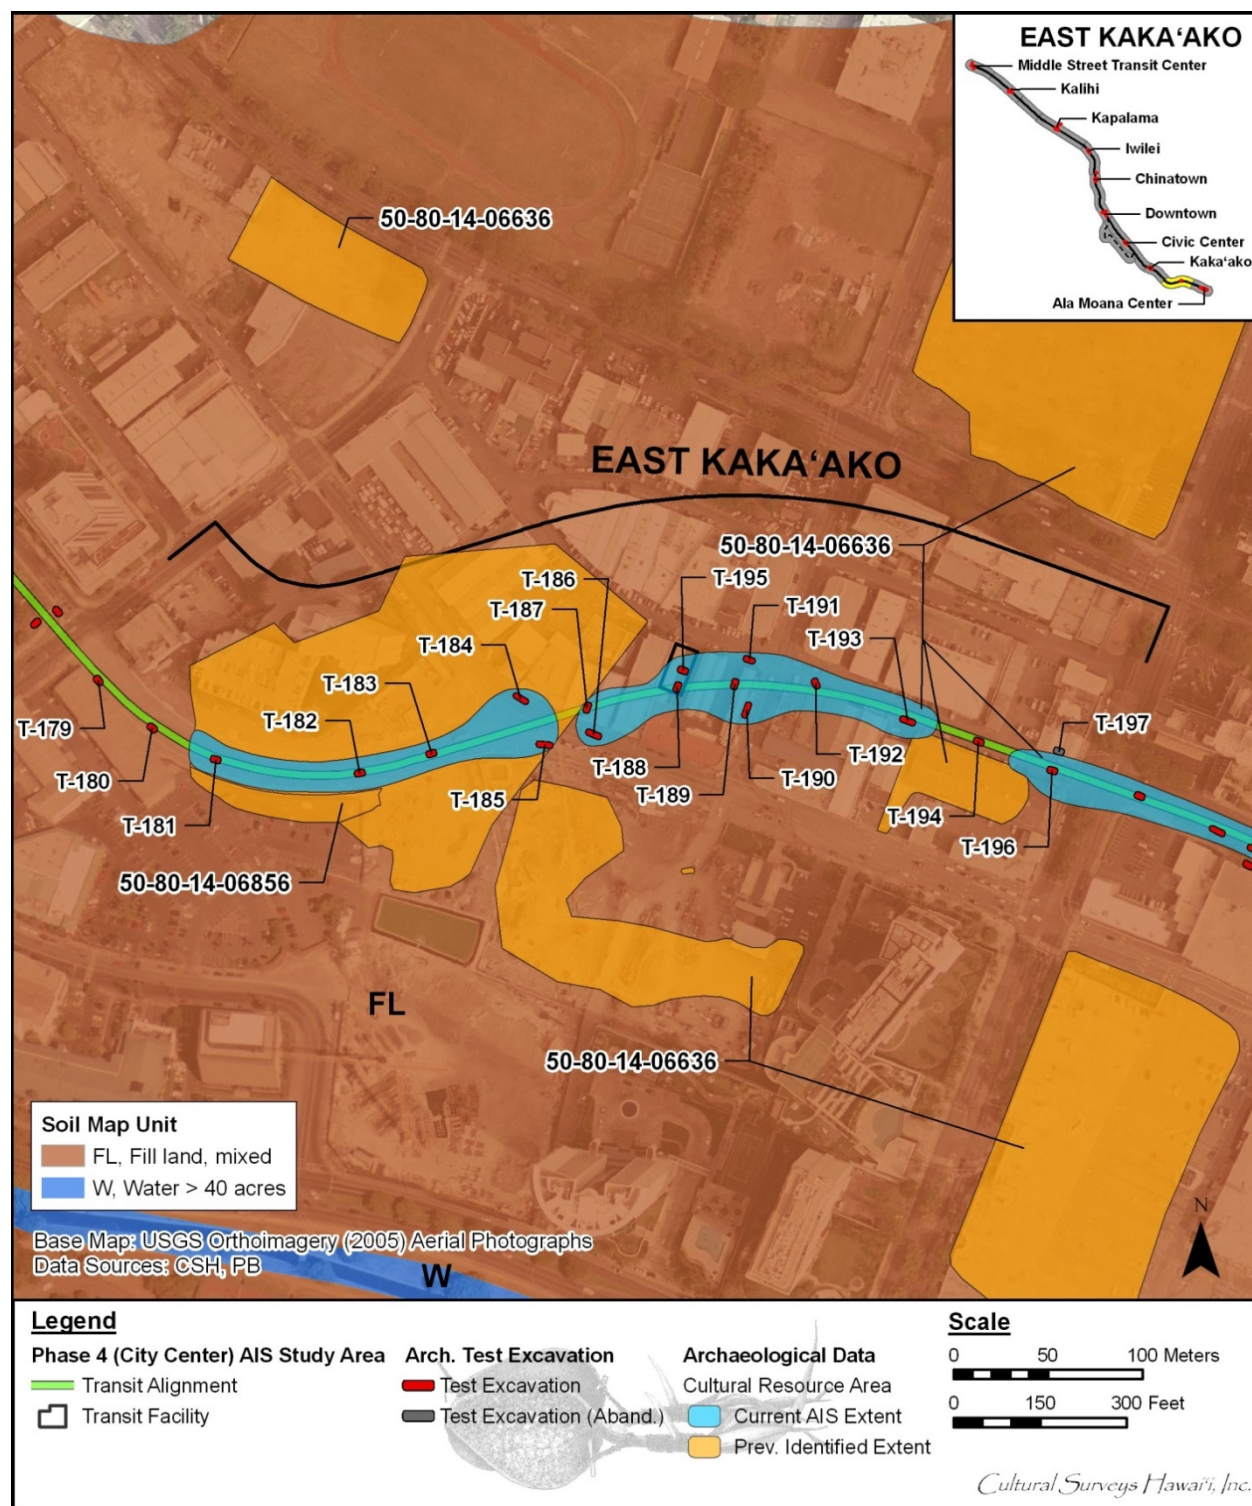 EAST KAKA‘AKO
Middle Street Transit Center
Kalihi
Kapalama
Iwilei
Chinatown
Downtown
Civic Center
Kaka‘ako
Ala Moana Center
50-80-14-06636
EAST KAKA‘AKO
50-80-14-06636
T-186
T-195
T-187
T-191
T-184
T-193
T-183
T-182
T-197
T-179
T-180
T-188
T-192
T-185
T-189
T-190
T-194
T-181
T-196
50-80-14-06856
FL
50-80-14-06636
Soil Map Unit
FL, Fill land, mixed
W, Water > 40 acres
N
Base Map: USGS Orthoimagery (2005) Aerial Photographs
Data Sources: CSH, PB
W
Legend
Phase 4 (City Center) AIS Study Area
Transit Alignment
Transit Facility
Arch. Test Excavation
Test Excavation
Test Excavation (Aband.)
Archaeological Data
Cultural Resource Area
Current AIS Extent
Prev. Identified Extent
Scale
0 50 100 Meters
0 150 300 Feet
Cultural Surveys Hawai‘i, Inc.